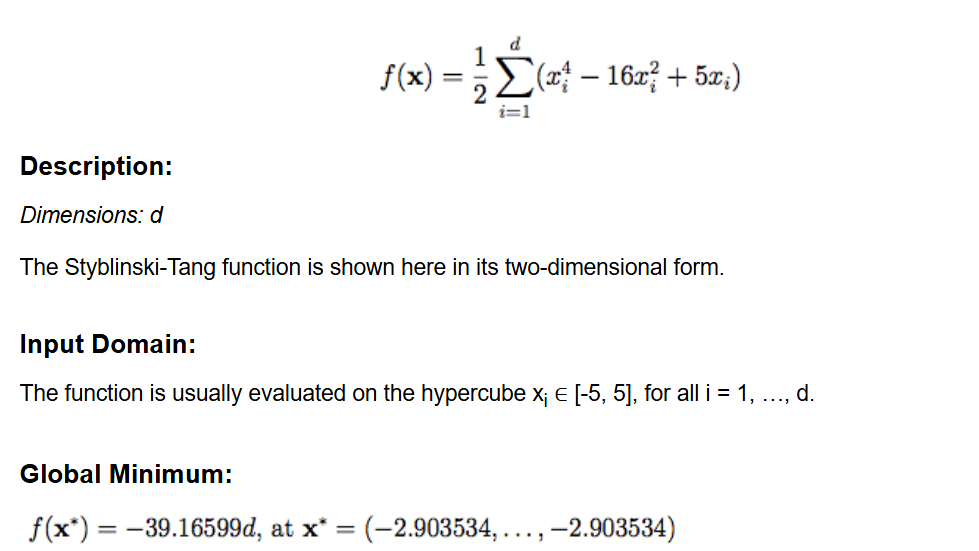 f(x) = \frac{1}{2} \sum_{i=1}^{d} (x_i^4 − 16x_i^2 + 5x_i)
Description:
Dimensions: d
The Styblinski-Tang function is shown here in its two-dimensional form.
Input Domain:
The function is usually evaluated on the hypercube x_i ∈ [-5, 5], for all i = 1, …, d.
Global Minimum:
f(x*) = −39.16599d, at x* = (−2.903534, . . . , −2.903534)